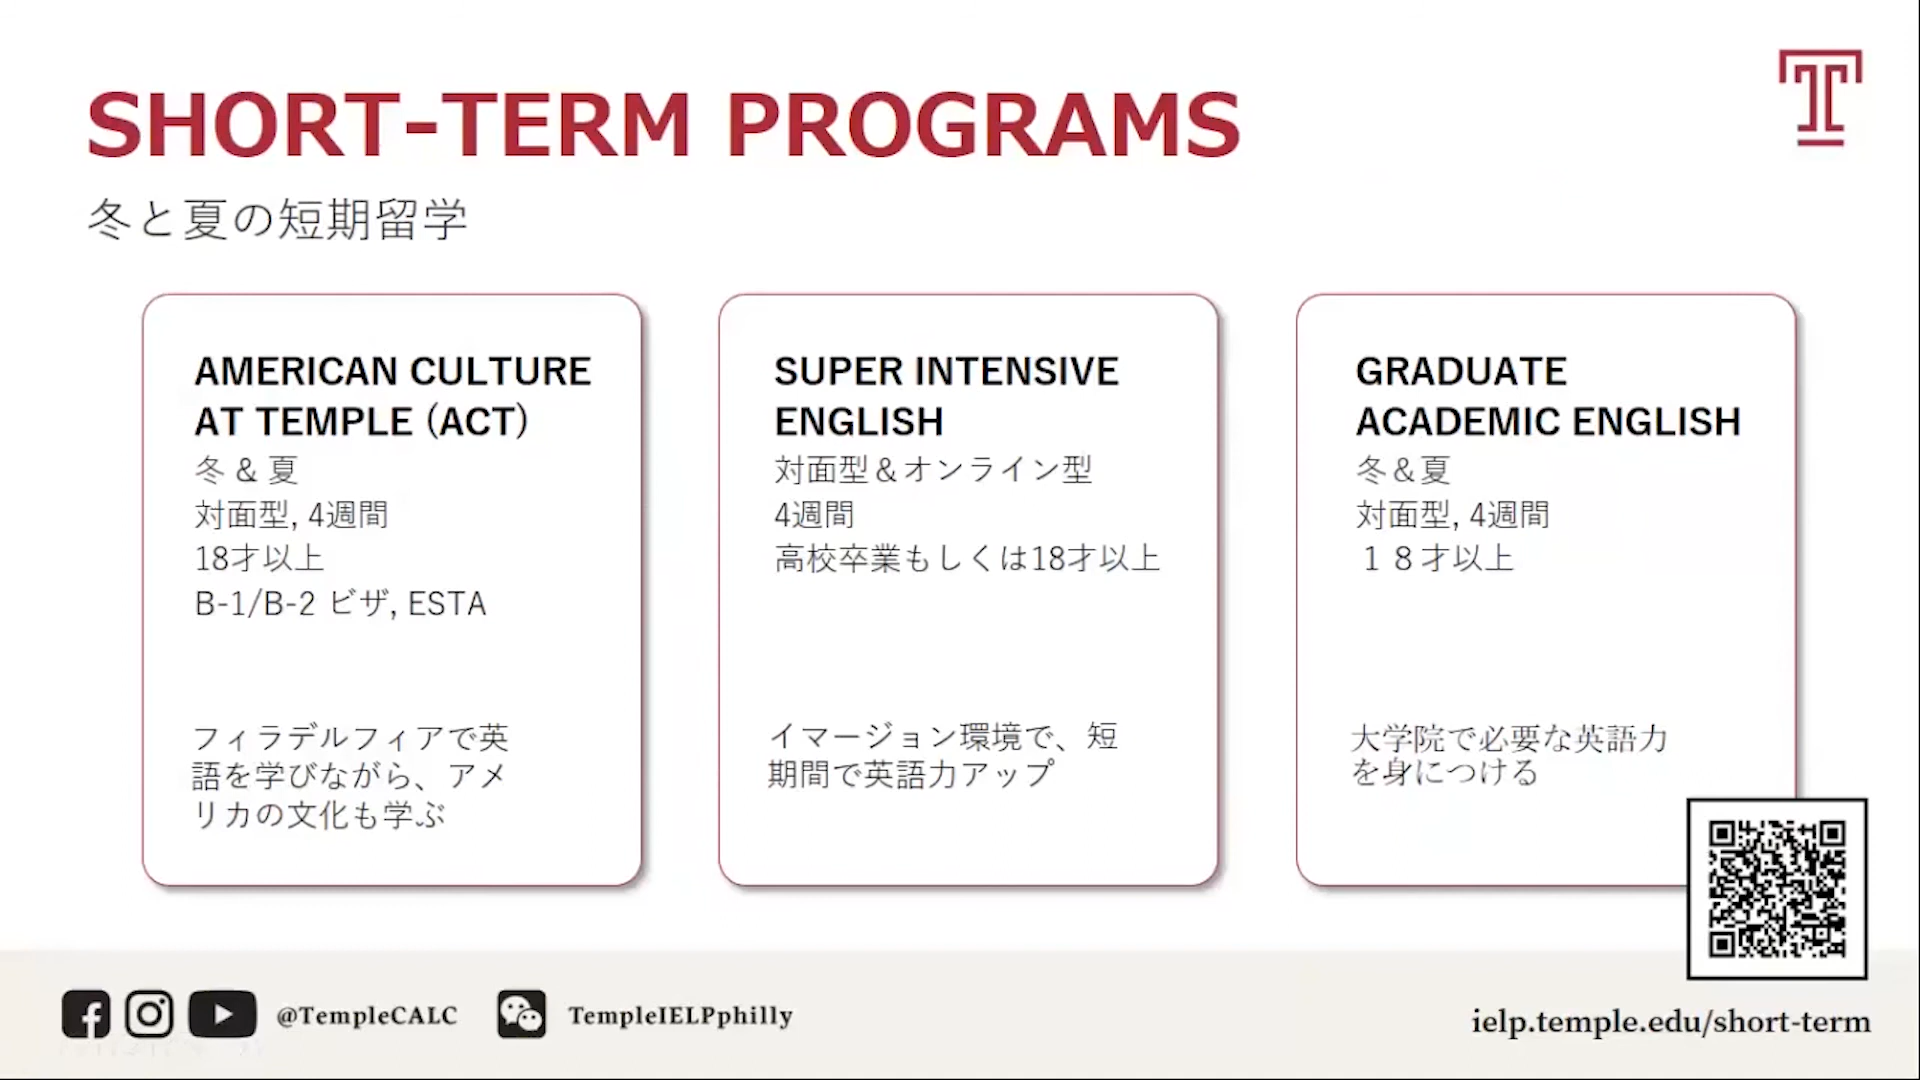 SHORT-TERM PROGRAMS
冬と夏の短期留学
AMERICAN CULTURE
AT TEMPLE (ACT)
冬 & 夏
対面型, 4週間
18才以上
B-1/B-2 ビザ, ESTA
フィラデルフィアで英
語を学びながら、アメ
リカの文化も学ぶ
SUPER INTENSIVE
ENGLISH
対面型＆オンライン型
4週間
高校卒業もしくは18才以上
イマージョン環境で、短
期間で英語力アップ
GRADUATE
ACADEMIC ENGLISH
冬＆夏
対面型, 4週間
１８才以上
大学院で必要な英語力
を身につける
@TempleCALC
TempleIELPphilly
ielp.temple.edu/short-term